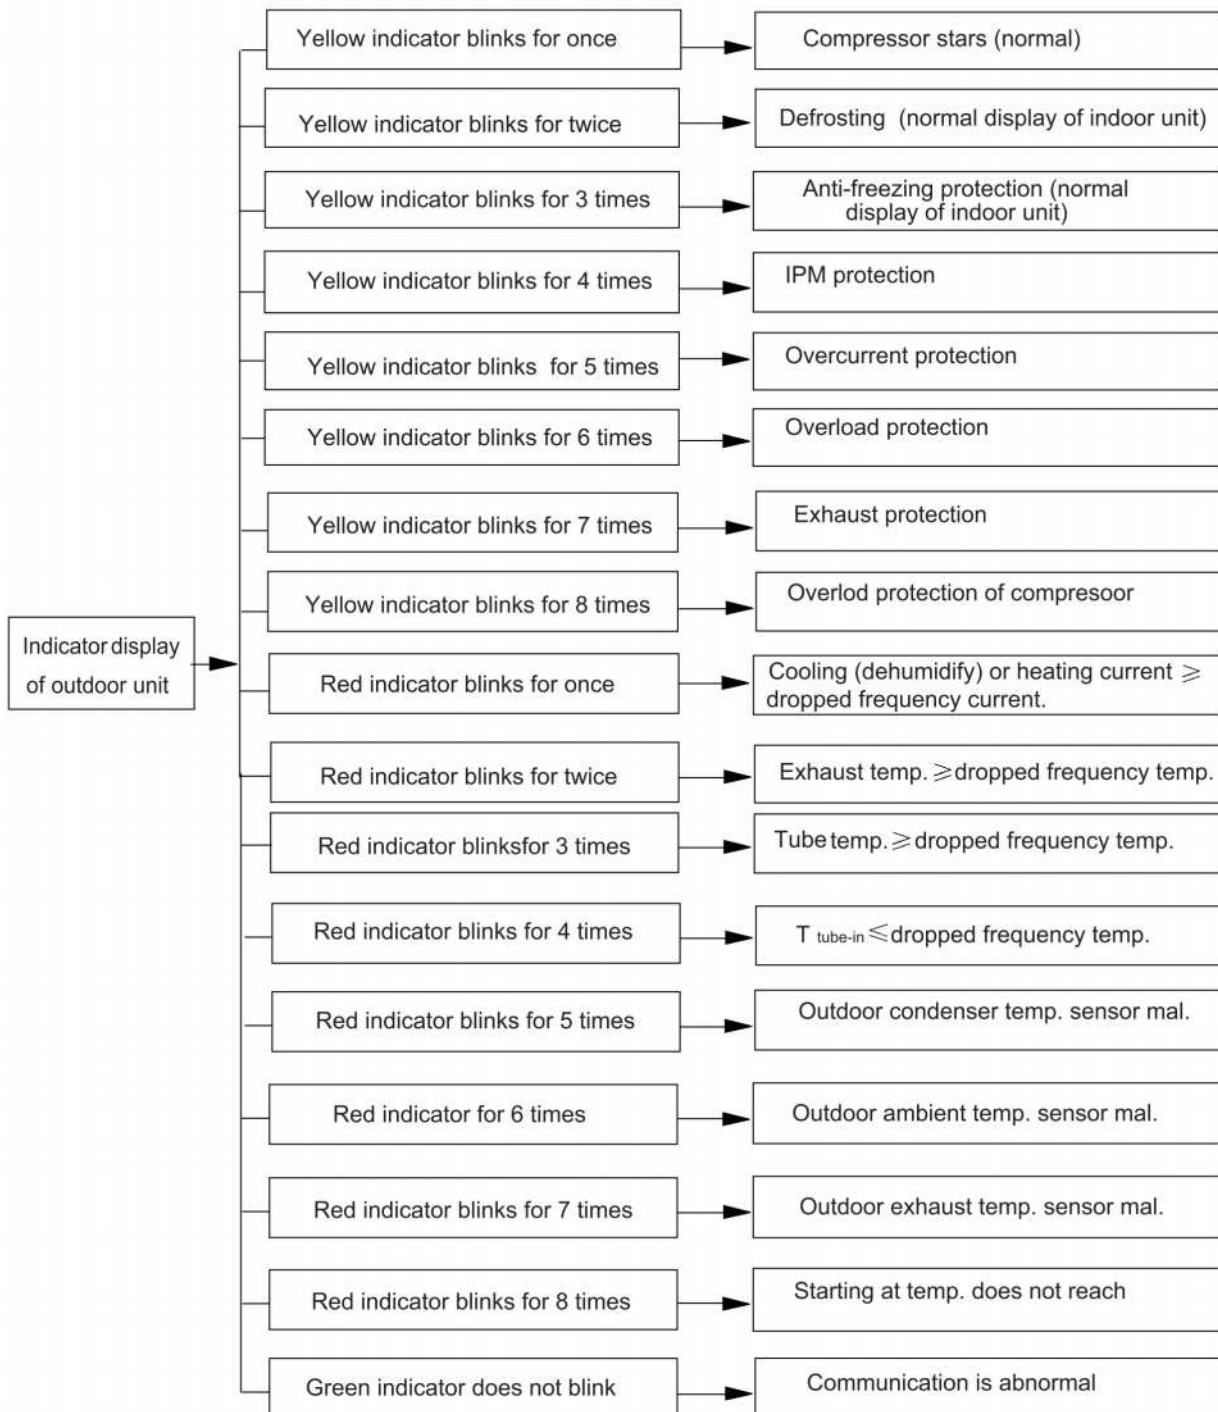 Yellow indicator blinks for once
Compressor stars (normal)
Yellow indicator blinks for twice
Defrosting (normal display of indoor unit)
Yellow indicator blinks for 3 times
Anti-freezing protection (normal
display of indoor unit)
Yellow indicator blinks for 4 times
IPM protection
Yellow indicator blinks for 5 times
Overcurrent protection
Yellow indicator blinks for 6 times
Overload protection
Yellow indicator blinks for 7 times
Exhaust protection
Yellow indicator blinks for 8 times
Overlod protection of compresoor
Indicator display
of outdoor unit
Red indicator blinks for once
Cooling (dehumidify) or heating current ≥
dropped frequency current.
Red indicator blinks for twice
Exhaust temp. ≥dropped frequency temp.
Red indicator blinksfor 3 times
Tube temp. ≥dropped frequency temp.
Red indicator blinks for 4 times
T tube-in ≤dropped frequency temp.
Red indicator blinks for 5 times
Outdoor condenser temp. sensor mal.
Red indicator for 6 times
Outdoor ambient temp. sensor mal.
Red indicator blinks for 7 times
Outdoor exhaust temp. sensor mal.
Red indicator blinks for 8 times
Starting at temp. does not reach
Green indicator does not blink
Communication is abnormal